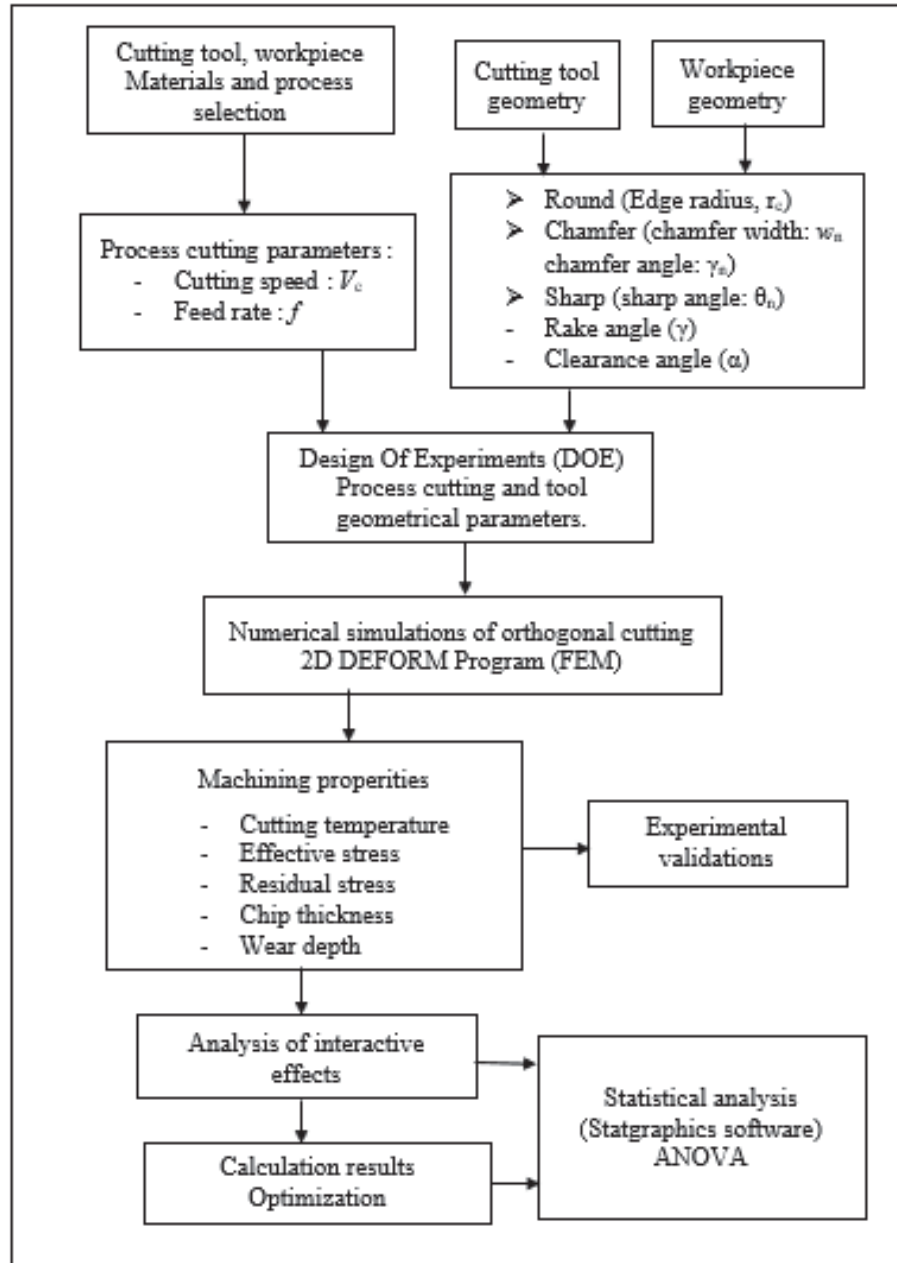 Cutting tool, workpiece
Materials and process
selection
Cutting tool
geometry
Workpiece
geometry
Process cutting parameters :
- Cutting speed : Vc
- Feed rate : f
➢ Round (Edge radius, rc)
➢ Chamfer (chamfer width: wn
chamfer angle: γn)
➢ Sharp (sharp angle: θn)
- Rake angle (γ)
- Clearance angle (α)
Design Of Experiments (DOE)
Process cutting and tool
geometrical parameters.
Numerical simulations of orthogonal cutting
2D DEFORM Program (FEM)
Machining properities
- Cutting temperature
- Effective stress
- Residual stress
- Chip thickness
- Wear depth
Experimental
validations
Analysis of interactive
effects
Statistical analysis
(Statgraphics software)
ANOVA
Calculation results
Optimization